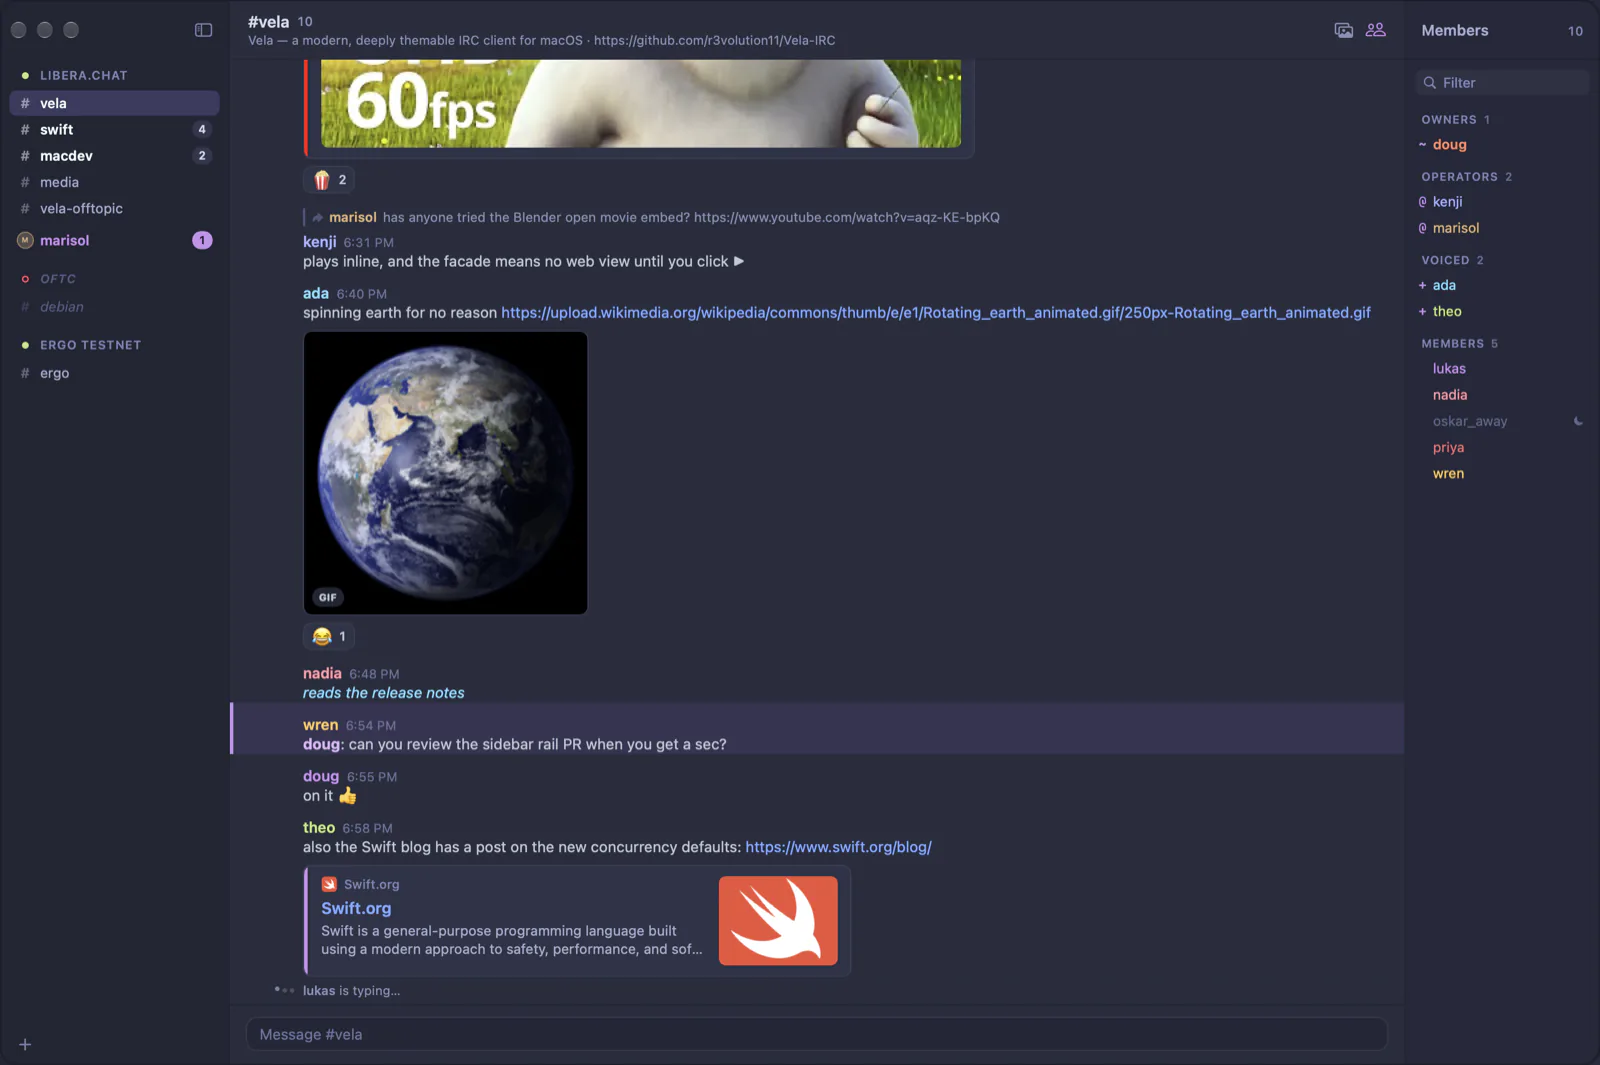 LIBERA.CHAT
# vela
# swift 4
# macdev 2
# media
# vela-offtopic
M marisol 1
OFTC
# debian
ERGO TESTNET
# ergo
+
#vela 10
Vela — a modern, deeply themable IRC client for macOS · https://github.com/r3volution11/Vela-IRC
60fps
🍿 2
marisol has anyone tried the Blender open movie embed? https://www.youtube.com/watch?v=aqz-KE-bpKQ
kenji 6:31 PM
plays inline, and the facade means no web view until you click ▶
ada 6:40 PM
spinning earth for no reason https://upload.wikimedia.org/wikipedia/commons/thumb/e/e1/Rotating_earth_animated.gif/250px-Rotating_earth_animated.gif
GIF
😂 1
nadia 6:48 PM
reads the release notes
wren 6:54 PM
doug: can you review the sidebar rail PR when you get a sec?
doug 6:55 PM
on it 👍
theo 6:58 PM
also the Swift blog has a post on the new concurrency defaults: https://www.swift.org/blog/
Swift.org
Swift.org
Swift is a general-purpose programming language built
using a modern approach to safety, performance, and sof...
lukas is typing...
Message #vela
Members 10
Filter
OWNERS 1
~ doug
OPERATORS 2
@ kenji
@ marisol
VOICED 2
+ ada
+ theo
MEMBERS 5
lukas
nadia
oskar_away
priya
wren